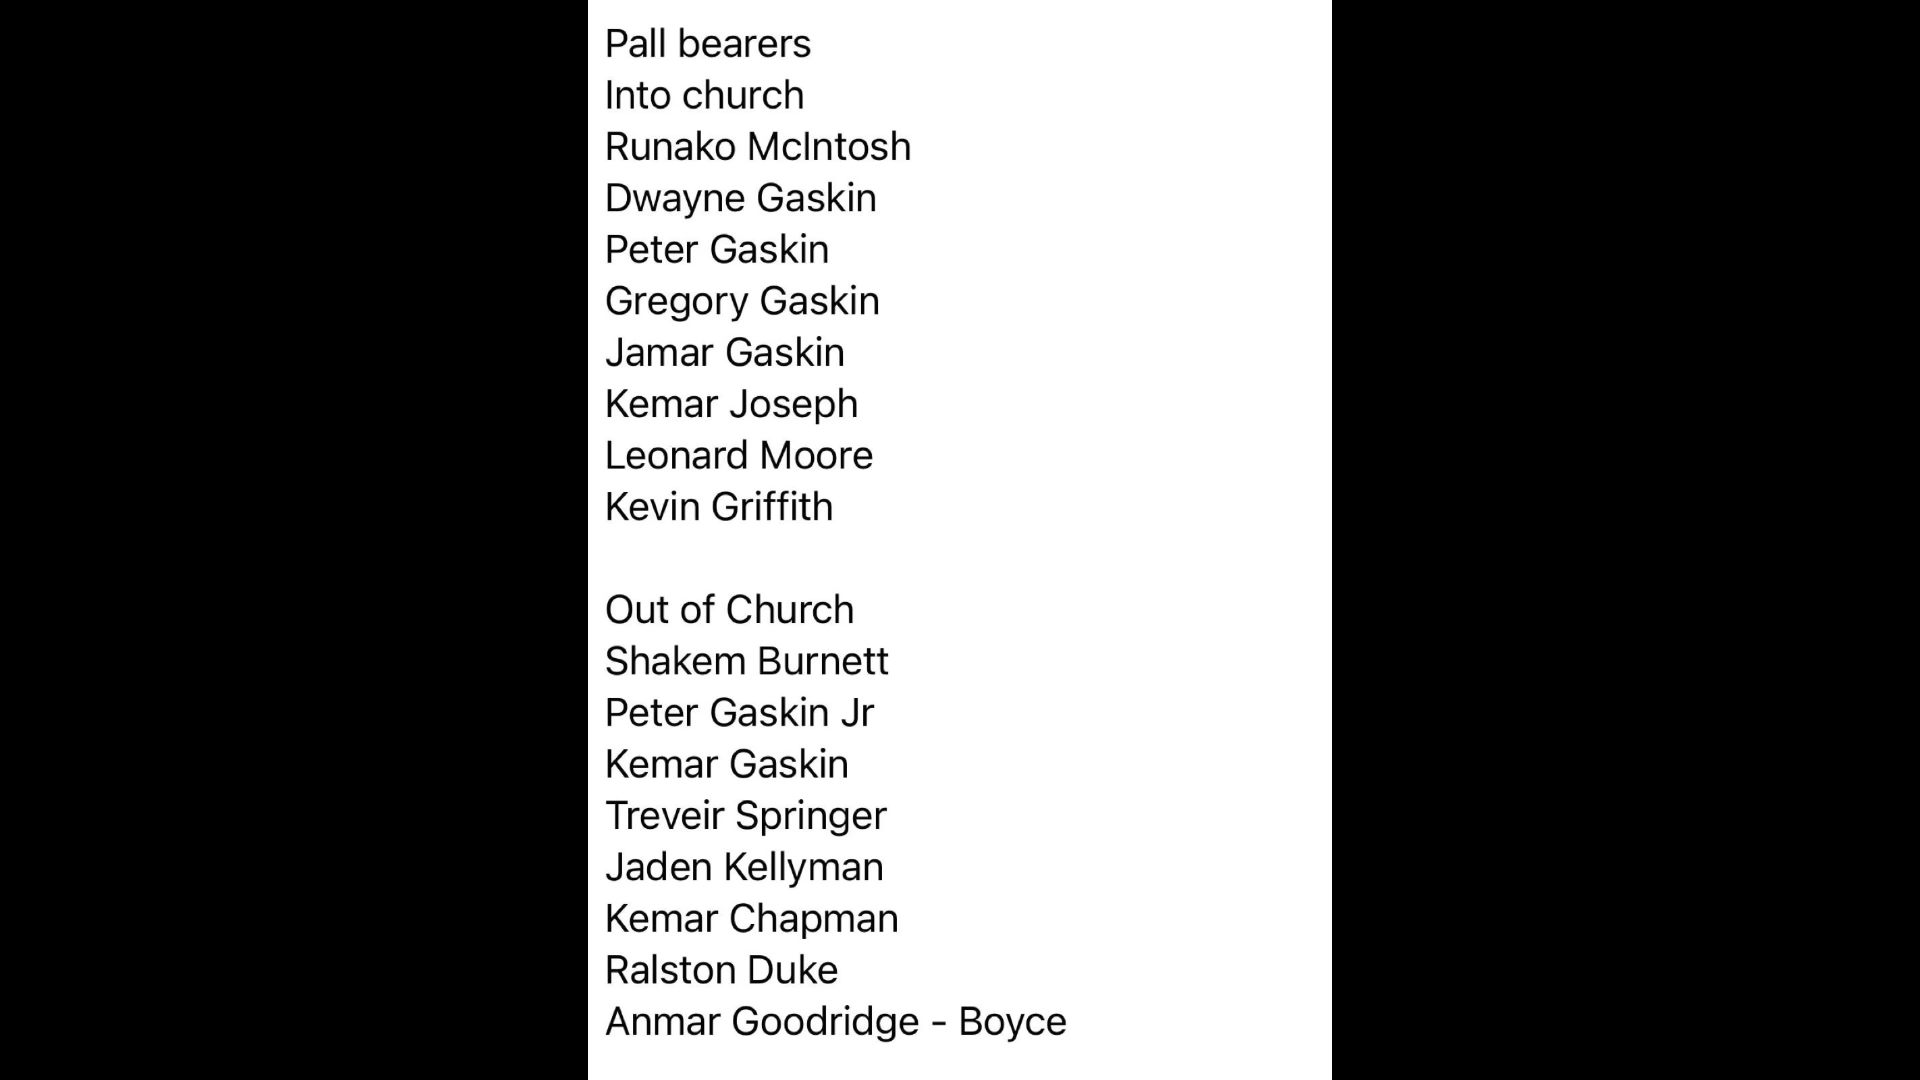 Pall bearers
Into church
Runako McIntosh
Dwayne Gaskin
Peter Gaskin
Gregory Gaskin
Jamar Gaskin
Kemar Joseph
Leonard Moore
Kevin Griffith
Out of Church
Shakem Burnett
Peter Gaskin Jr
Kemar Gaskin
Treveir Springer
Jaden Kellyman
Kemar Chapman
Ralston Duke
Anmar Goodridge - Boyce